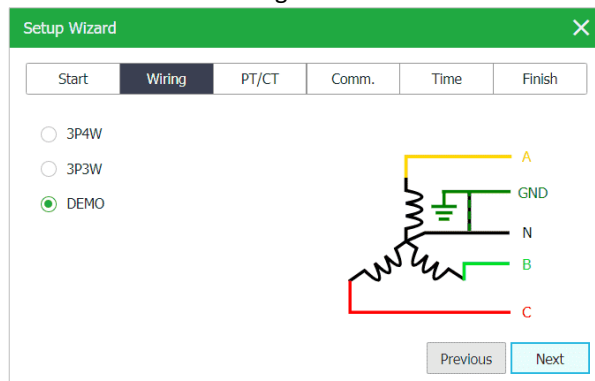 Setup Wizard
Start Wiring PT/CT Comm. Time Finish
3P4W
3P3W
DEMO
A
GND
N
B
C
Previous Next